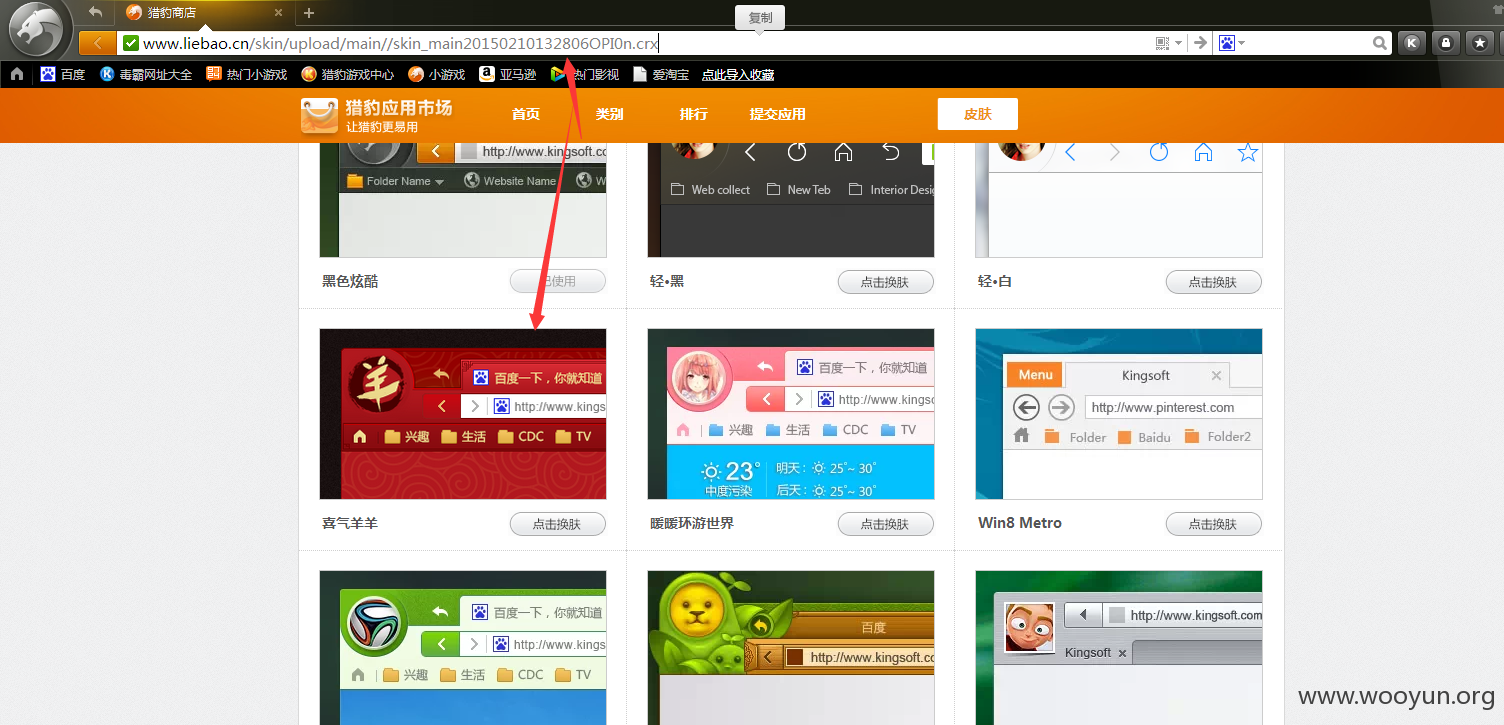 猎豹商店
复制
www.liebao.cn/skin/upload/main//skin_main20150210132806OPI0n.crx
百度 毒霸网址大全 热门小游戏 猎豹游戏中心 小游戏 亚马逊 热门影视 爱淘宝 点此导入收藏
猎豹应用市场
让猎豹更易用
首页 类别 排行 提交应用 皮肤
http://www.kingsoft.co
Folder Name Website Name W
Web collect New Teb Interior Desig
黑色炫酷 已使用
轻•黑 点击换肤
轻•白 点击换肤
羊
百度一下，你就知道
http://www.kings
兴趣 生活 CDC TV
百度一下，你就知道
http://www.kingsc
兴趣 生活 CDC TV
23°
中度污染
明天： 25°~ 30°
后天： 25°~ 30°
Menu Kingsoft
http://www.pinterest.com
Folder Baidu Folder2
喜气羊羊 点击换肤
暖暖环游世界 点击换肤
Win8 Metro 点击换肤
百度一下，你就知道
http://www.kings
兴趣 生活 CDC TV
百度
http://www.kingsoft.cc
http://www.kingsoft.com
Kingsoft
www.wooyun.org